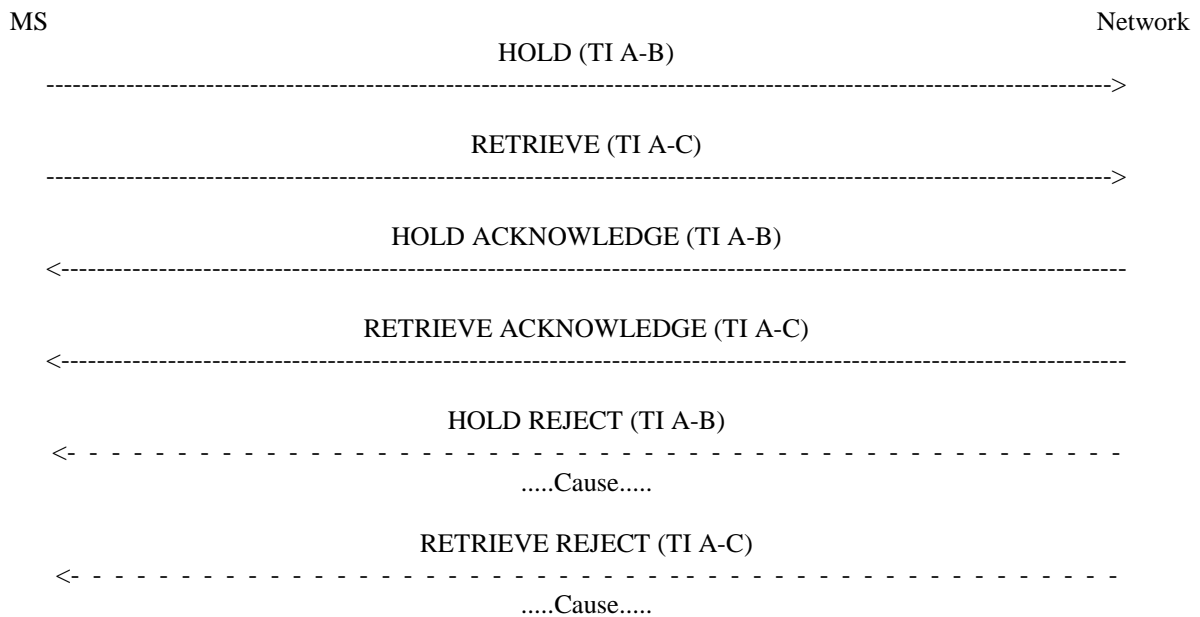 MS Network
HOLD (TI A-B)
------------------------------------------------------------------------------------------------------------------------>
RETRIEVE (TI A-C)
------------------------------------------------------------------------------------------------------------------------>
HOLD ACKNOWLEDGE (TI A-B)
<------------------------------------------------------------------------------------------------------------------------
RETRIEVE ACKNOWLEDGE (TI A-C)
<------------------------------------------------------------------------------------------------------------------------
HOLD REJECT (TI A-B)
<- - - - - - - - - - - - - - - - - - - - - - - - - - - - - - - - - - - - - - - - - - - - - - - - - -
.....Cause.....
RETRIEVE REJECT (TI A-C)
<- - - - - - - - - - - - - - - - - - - - - - - - - - - - - -- - - - - - - - - - - - - - - - - - - -
.....Cause.....